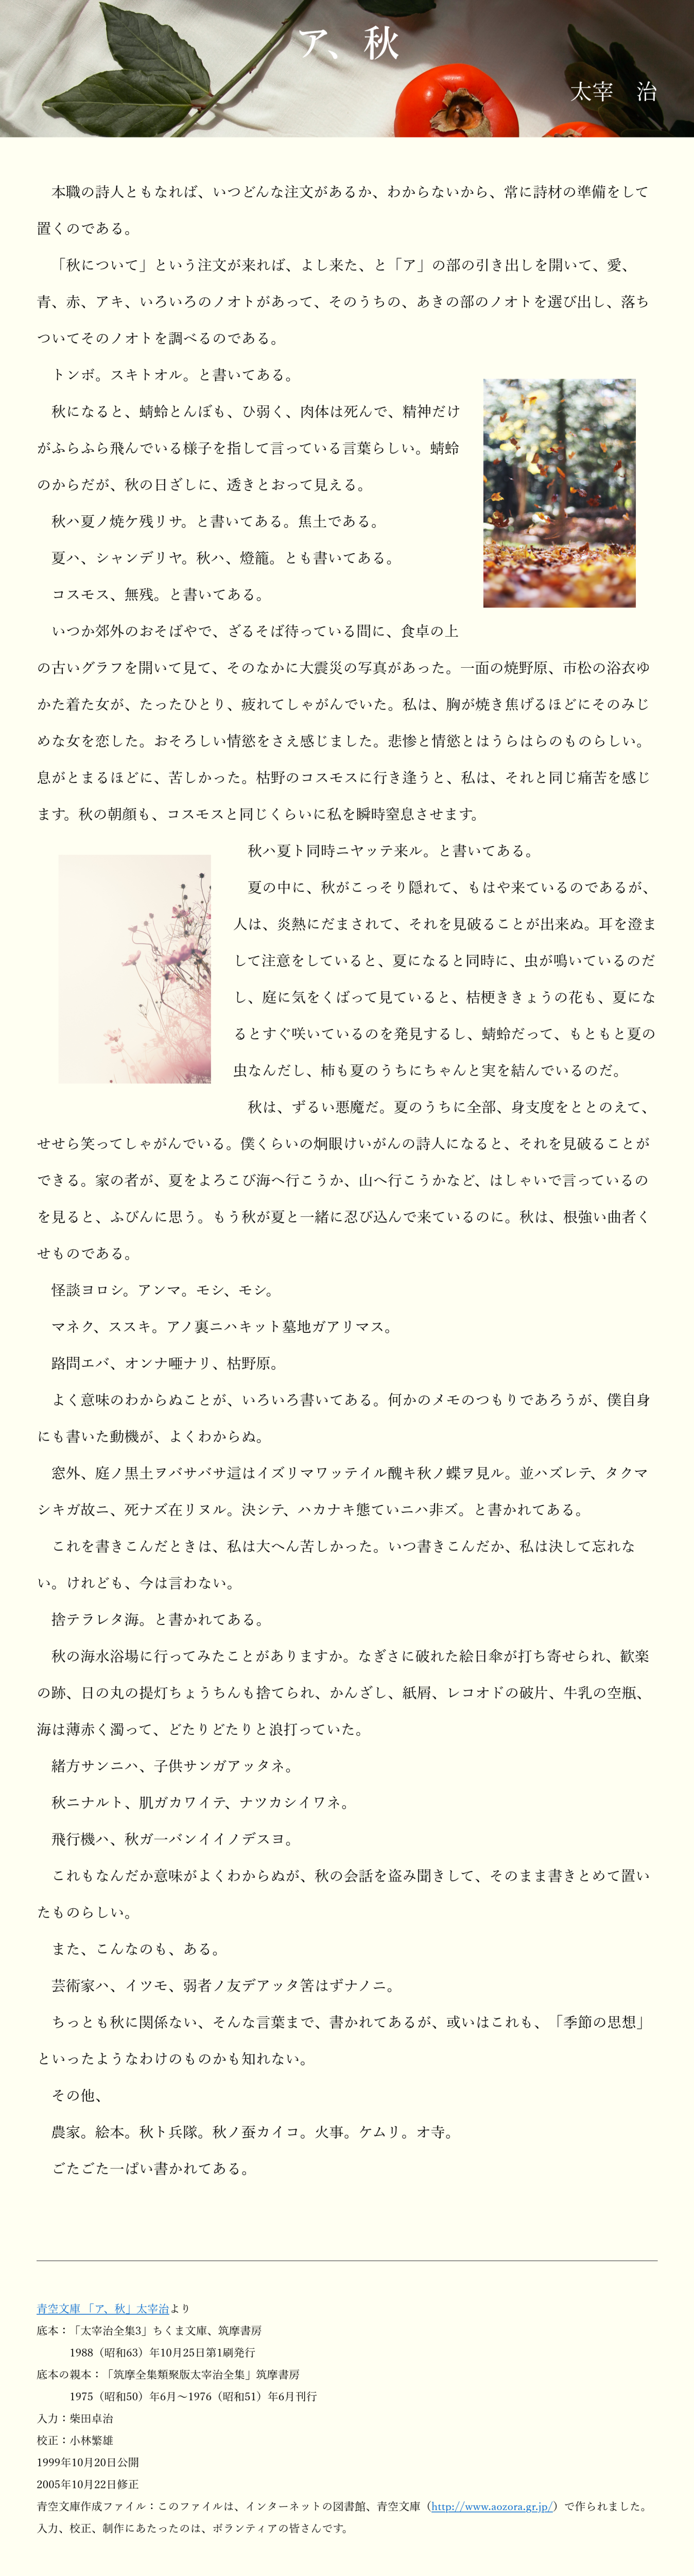 ア、秋
太宰　治
　本職の詩人ともなれば、いつどんな注文があるか、わからないから、常に詩材の準備をして
置くのである。
　「秋について」という注文が来れば、よし来た、と「ア」の部の引き出しを開いて、愛、
青、赤、アキ、いろいろのノオトがあって、そのうちの、あきの部のノオトを選び出し、落ち
ついてそのノオトを調べるのである。
　トンボ。スキトオル。と書いてある。
　秋になると、蜻蛉とんぼも、ひ弱く、肉体は死んで、精神だけ
がふらふら飛んでいる様子を指して言っている言葉らしい。蜻蛉
のからだが、秋の日ざしに、透きとおって見える。
　秋ハ夏ノ焼ケ残リサ。と書いてある。焦土である。
　夏ハ、シャンデリヤ。秋ハ、燈籠。とも書いてある。
　コスモス、無残。と書いてある。
　いつか郊外のおそばやで、ざるそば待っている間に、食卓の上
の古いグラフを開いて見て、そのなかに大震災の写真があった。一面の焼野原、市松の浴衣ゆ
かた着た女が、たったひとり、疲れてしゃがんでいた。私は、胸が焼き焦げるほどにそのみじ
めな女を恋した。おそろしい情慾をさえ感じました。悲惨と情慾とはうらはらのものらしい。
息がとまるほどに、苦しかった。枯野のコスモスに行き逢うと、私は、それと同じ痛苦を感じ
ます。秋の朝顔も、コスモスと同じくらいに私を瞬時窒息させます。
　秋ハ夏ト同時ニヤッテ来ル。と書いてある。
　夏の中に、秋がこっそり隠れて、もはや来ているのであるが、
人は、炎熱にだまされて、それを見破ることが出来ぬ。耳を澄ま
して注意をしていると、夏になると同時に、虫が鳴いているのだ
し、庭に気をくばって見ていると、桔梗ききょうの花も、夏にな
るとすぐ咲いているのを発見するし、蜻蛉だって、もともと夏の
虫なんだし、柿も夏のうちにちゃんと実を結んでいるのだ。
　秋は、ずるい悪魔だ。夏のうちに全部、身支度をととのえて、
せせら笑ってしゃがんでいる。僕くらいの炯眼けいがんの詩人になると、それを見破ることが
できる。家の者が、夏をよろこび海へ行こうか、山へ行こうかなど、はしゃいで言っているの
を見ると、ふびんに思う。もう秋が夏と一緒に忍び込んで来ているのに。秋は、根強い曲者く
せものである。
　怪談ヨロシ。アンマ。モシ、モシ。
　マネク、ススキ。アノ裏ニハキット墓地ガアリマス。
　路問エバ、オンナ唖ナリ、枯野原。
　よく意味のわからぬことが、いろいろ書いてある。何かのメモのつもりであろうが、僕自身
にも書いた動機が、よくわからぬ。
　窓外、庭ノ黒土ヲバサバサ這はイズリマワッテイル醜キ秋ノ蝶ヲ見ル。並ハズレテ、タクマ
シキガ故ニ、死ナズ在リヌル。決シテ、ハカナキ態ていニハ非ズ。と書かれてある。
　これを書きこんだときは、私は大へん苦しかった。いつ書きこんだか、私は決して忘れな
い。けれども、今は言わない。
　捨テラレタ海。と書かれてある。
　秋の海水浴場に行ってみたことがありますか。なぎさに破れた絵日傘が打ち寄せられ、歓楽
の跡、日の丸の提灯ちょうちんも捨てられ、かんざし、紙屑、レコオドの破片、牛乳の空瓶、
海は薄赤く濁って、どたりどたりと浪打っていた。
　緒方サンニハ、子供サンガアッタネ。
　秋ニナルト、肌ガカワイテ、ナツカシイワネ。
　飛行機ハ、秋ガ一バンイイノデスヨ。
　これもなんだか意味がよくわからぬが、秋の会話を盗み聞きして、そのまま書きとめて置い
たものらしい。
　また、こんなのも、ある。
　芸術家ハ、イツモ、弱者ノ友デアッタ筈はずナノニ。
　ちっとも秋に関係ない、そんな言葉まで、書かれてあるが、或いはこれも、「季節の思想」
といったようなわけのものかも知れない。
　その他、
　農家。絵本。秋ト兵隊。秋ノ蚕カイコ。火事。ケムリ。オ寺。
　ごたごた一ぱい書かれてある。
青空文庫 「ア、秋」太宰治より
底本：「太宰治全集3」ちくま文庫、筑摩書房
　　　1988（昭和63）年10月25日第1刷発行
底本の親本：「筑摩全集類聚版太宰治全集」筑摩書房
　　　1975（昭和50）年6月～1976（昭和51）年6月刊行
入力：柴田卓治
校正：小林繁雄
1999年10月20日公開
2005年10月22日修正
青空文庫作成ファイル：このファイルは、インターネットの図書館、青空文庫（http://www.aozora.gr.jp/）で作られました。
入力、校正、制作にあたったのは、ボランティアの皆さんです。